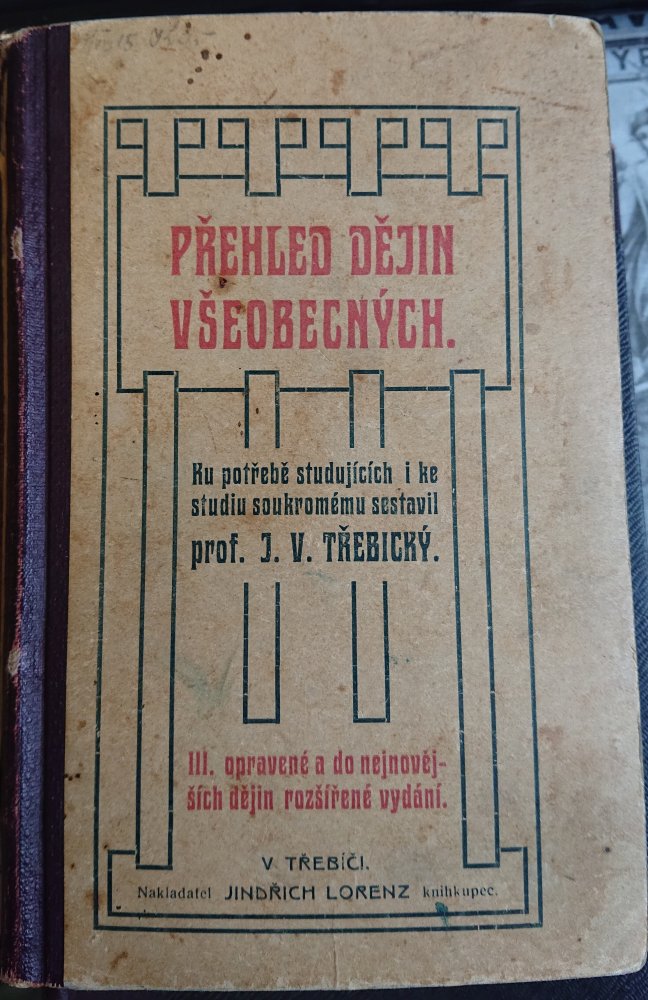 PŘEHLED DĚJIN
VŠEOBECNÝCH.
Ku potřebě studujících i ke
studiu soukromému sestavil
prof. J. V. TŘEBICKÝ.
III. opravené a do nejnověj-
ších dějin rozšířené vydání.
V TŘEBÍČI.
Nakladatel JINDŘICH LORENZ knihkupec.